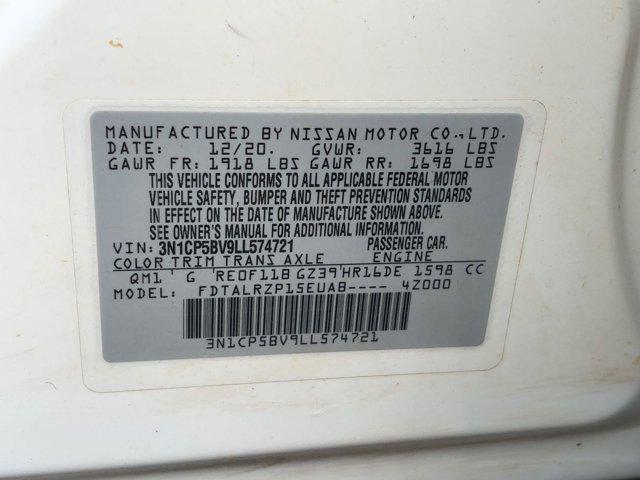 MANUFACTURED BY NISSAN MOTOR CO.,LTD.
DATE: 12/20. GVWR: 3616 LBS
GAWR FR: 1918 LBS GAWR RR: 1698 LBS
THIS VEHICLE CONFORMS TO ALL APPLICABLE FEDERAL MOTOR
VEHICLE SAFETY, BUMPER AND THEFT PREVENTION STANDARDS
IN EFFECT ON THE DATE OF MANUFACTURE SHOWN ABOVE.
SEE OWNER'S MANUAL FOR ADDITIONAL INFORMATION.
VIN: 3N1CP5BV9LL574721 PASSENGER CAR.
COLOR TRIM TRANS AXLE ENGINE
QM1 ' G ' RE0F11B GZ39'HR16DE 1598 CC
MODEL: FDTALRZP15EUAB---- 4Z000
3N1CP5BV9LL574721